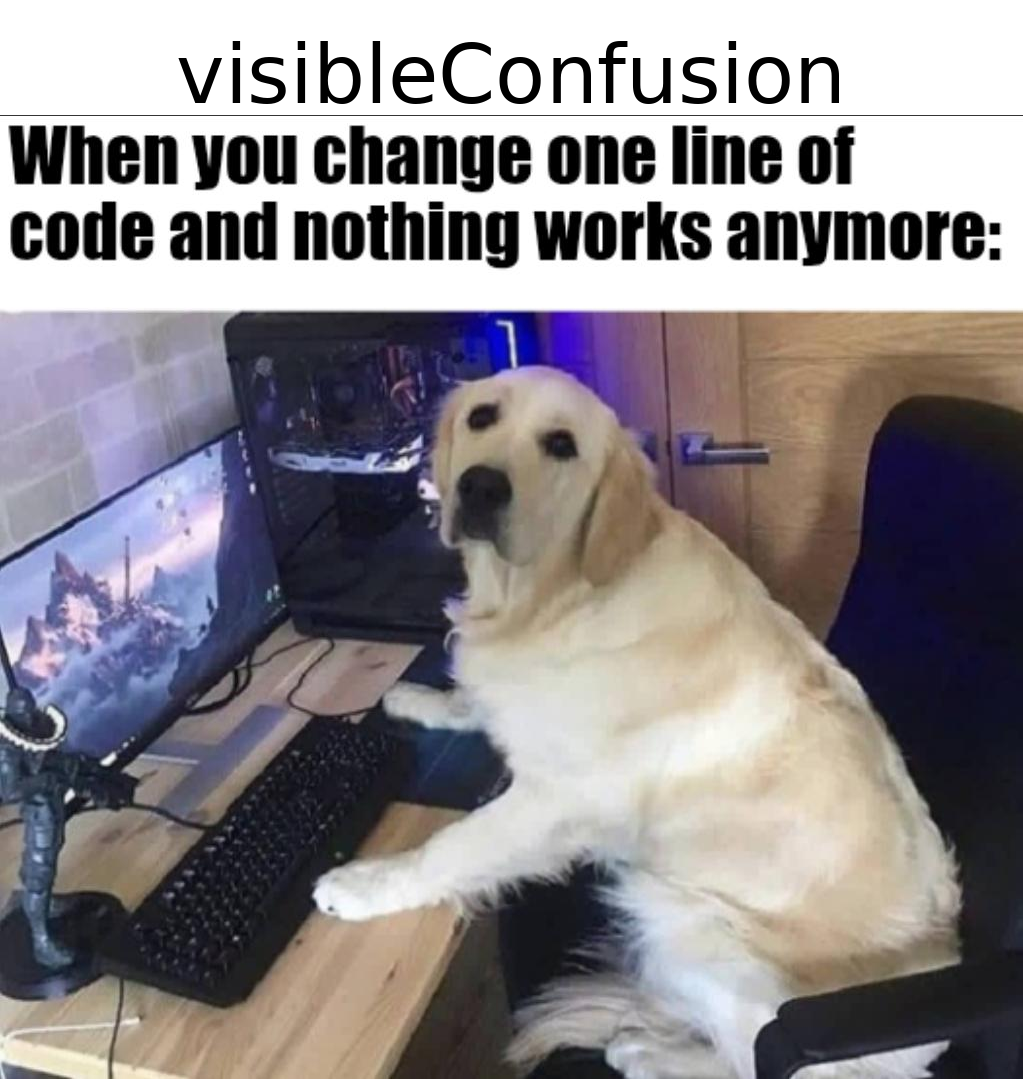 visibleConfusion
When you change one line of
code and nothing works anymore: